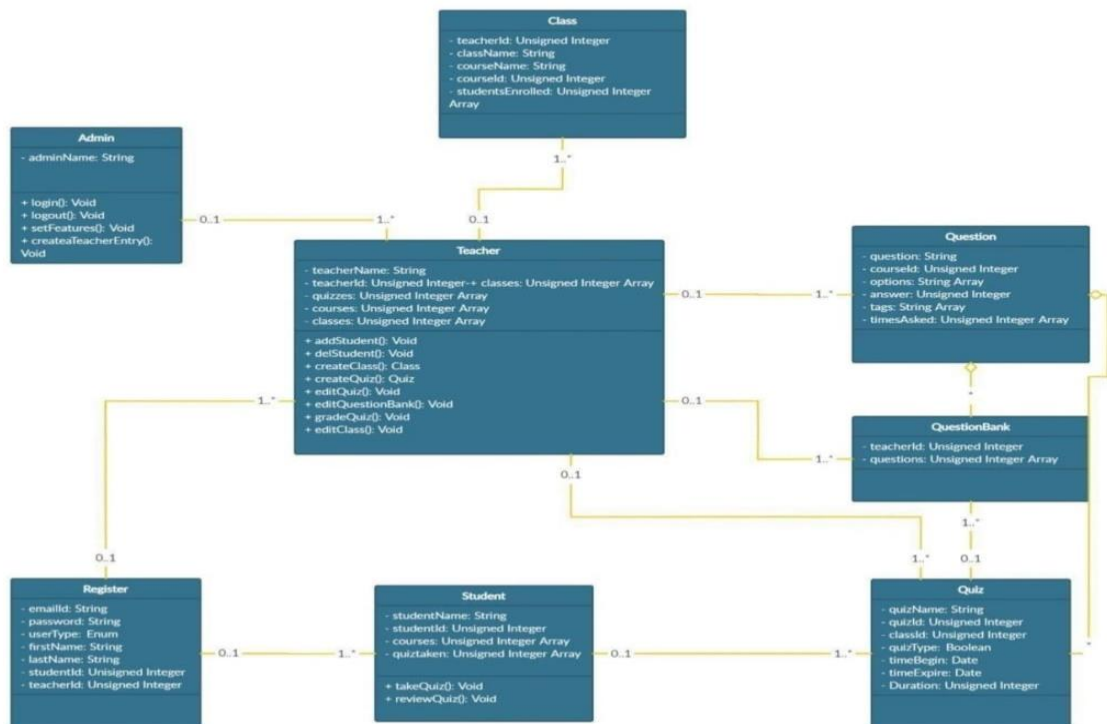 Class
- teacherId: Unsigned Integer
- className: String
- courseName: String
- courseId: Unsigned Integer
- studentsEnrolled: Unsigned Integer
Array
1..*
0..1
Admin
- adminName: String
+ login(): Void
+ logout(): Void
+ setFeatures(): Void
+ createaTeacherEntry():
Void
0..1
1..*
Teacher
- teacherName: String
- teacherId: Unsigned Integer-+ classes: Unsigned Integer Array
- quizzes: Unsigned Integer Array
- courses: Unsigned Integer Array
- classes: Unsigned Integer Array
+ addStudent(): Void
+ delStudent(): Void
+ createClass(): Class
+ createQuiz(): Quiz
+ editQuiz(): Void
+ editQuestionBank(): Void
+ gradeQuiz(): Void
+ editClass(): Void
0..1
1..*
Question
- question: String
- courseId: Unsigned Integer
- options: String Array
- answer: Unsigned Integer
- tags: String Array
- timesAsked: Unsigned Integer Array
*
1..*
0..1
1..*
QuestionBank
- teacherId: Unsigned Integer
- questions: Unsigned Integer Array
0..1
1..*
1..*
0..1
0..1
Register
- emailId: String
- password: String
- userType: Enum
- firstName: String
- lastName: String
- studentId: Unisigned Integer
- teacherId: Unsigned Integer
0..1
1..*
Student
- studentName: String
- studentId: Unsigned Integer
- courses: Unsigned Integer Array
- quiztaken: Unsigned Integer Array
+ takeQuiz(): Void
+ reviewQuiz(): Void
0..1
1..*
Quiz
- quizName: String
- quizId: Unsigned Integer
- classId: Unsigned Integer
- quizType: Boolean
- timeBegin: Date
- timeExpire: Date
- Duration: Unsigned Integer
*